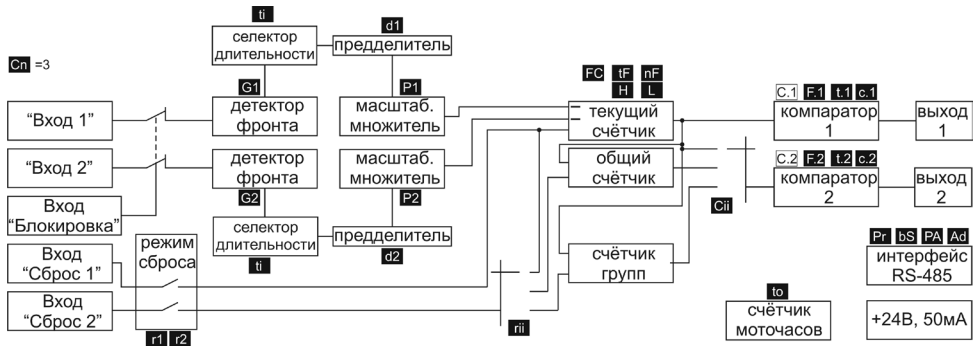 ti
d1
селектор
длительности
предделитель
Cn =3
FC tF nF
H L
G1
P1
C.1 F.1 t.1 c.1
“Вход 1”
детектор
фронта
масштаб.
множитель
текущий
счётчик
компаратор
1
выход
1
“Вход 2”
детектор
фронта
масштаб.
множитель
общий
счётчик
C.2 F.2 t.2 c.2
компаратор
2
выход
2
G2
P2
Cii
Вход
“Блокировка”
селектор
длительности
предделитель
ti
d2
режим
сброса
Вход
“Сброс 1”
Вход
“Сброс 2”
r1 r2
rii
счётчик
групп
Pr bS PA Ad
интерфейс
RS-485
to
счётчик
моточасов
+24В, 50мА